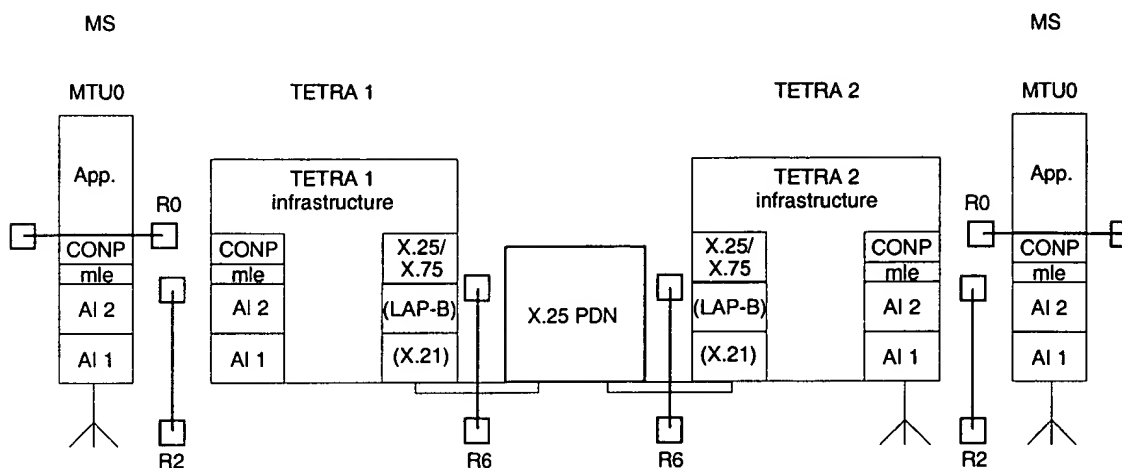 MS
MS
MTU0
TETRA 1
TETRA 2
MTU0
App.
TETRA 1
infrastructure
TETRA 2
infrastructure
App.
R0
R0
CONP
CONP
X.25/
X.75
X.25/
X.75
CONP
CONP
mle
mle
mle
mle
AI 2
AI 2
(LAP-B)
X.25 PDN
(LAP-B)
AI 2
AI 2
AI 1
AI 1
(X.21)
(X.21)
AI 1
AI 1
R2
R6
R6
R2